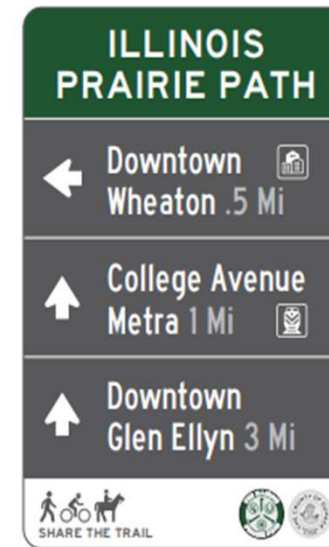 ILLINOIS
PRAIRIE PATH
Downtown
Wheaton .5 Mi
College Avenue
Metra 1 Mi
Downtown
Glen Ellyn 3 Mi
SHARE THE TRAIL